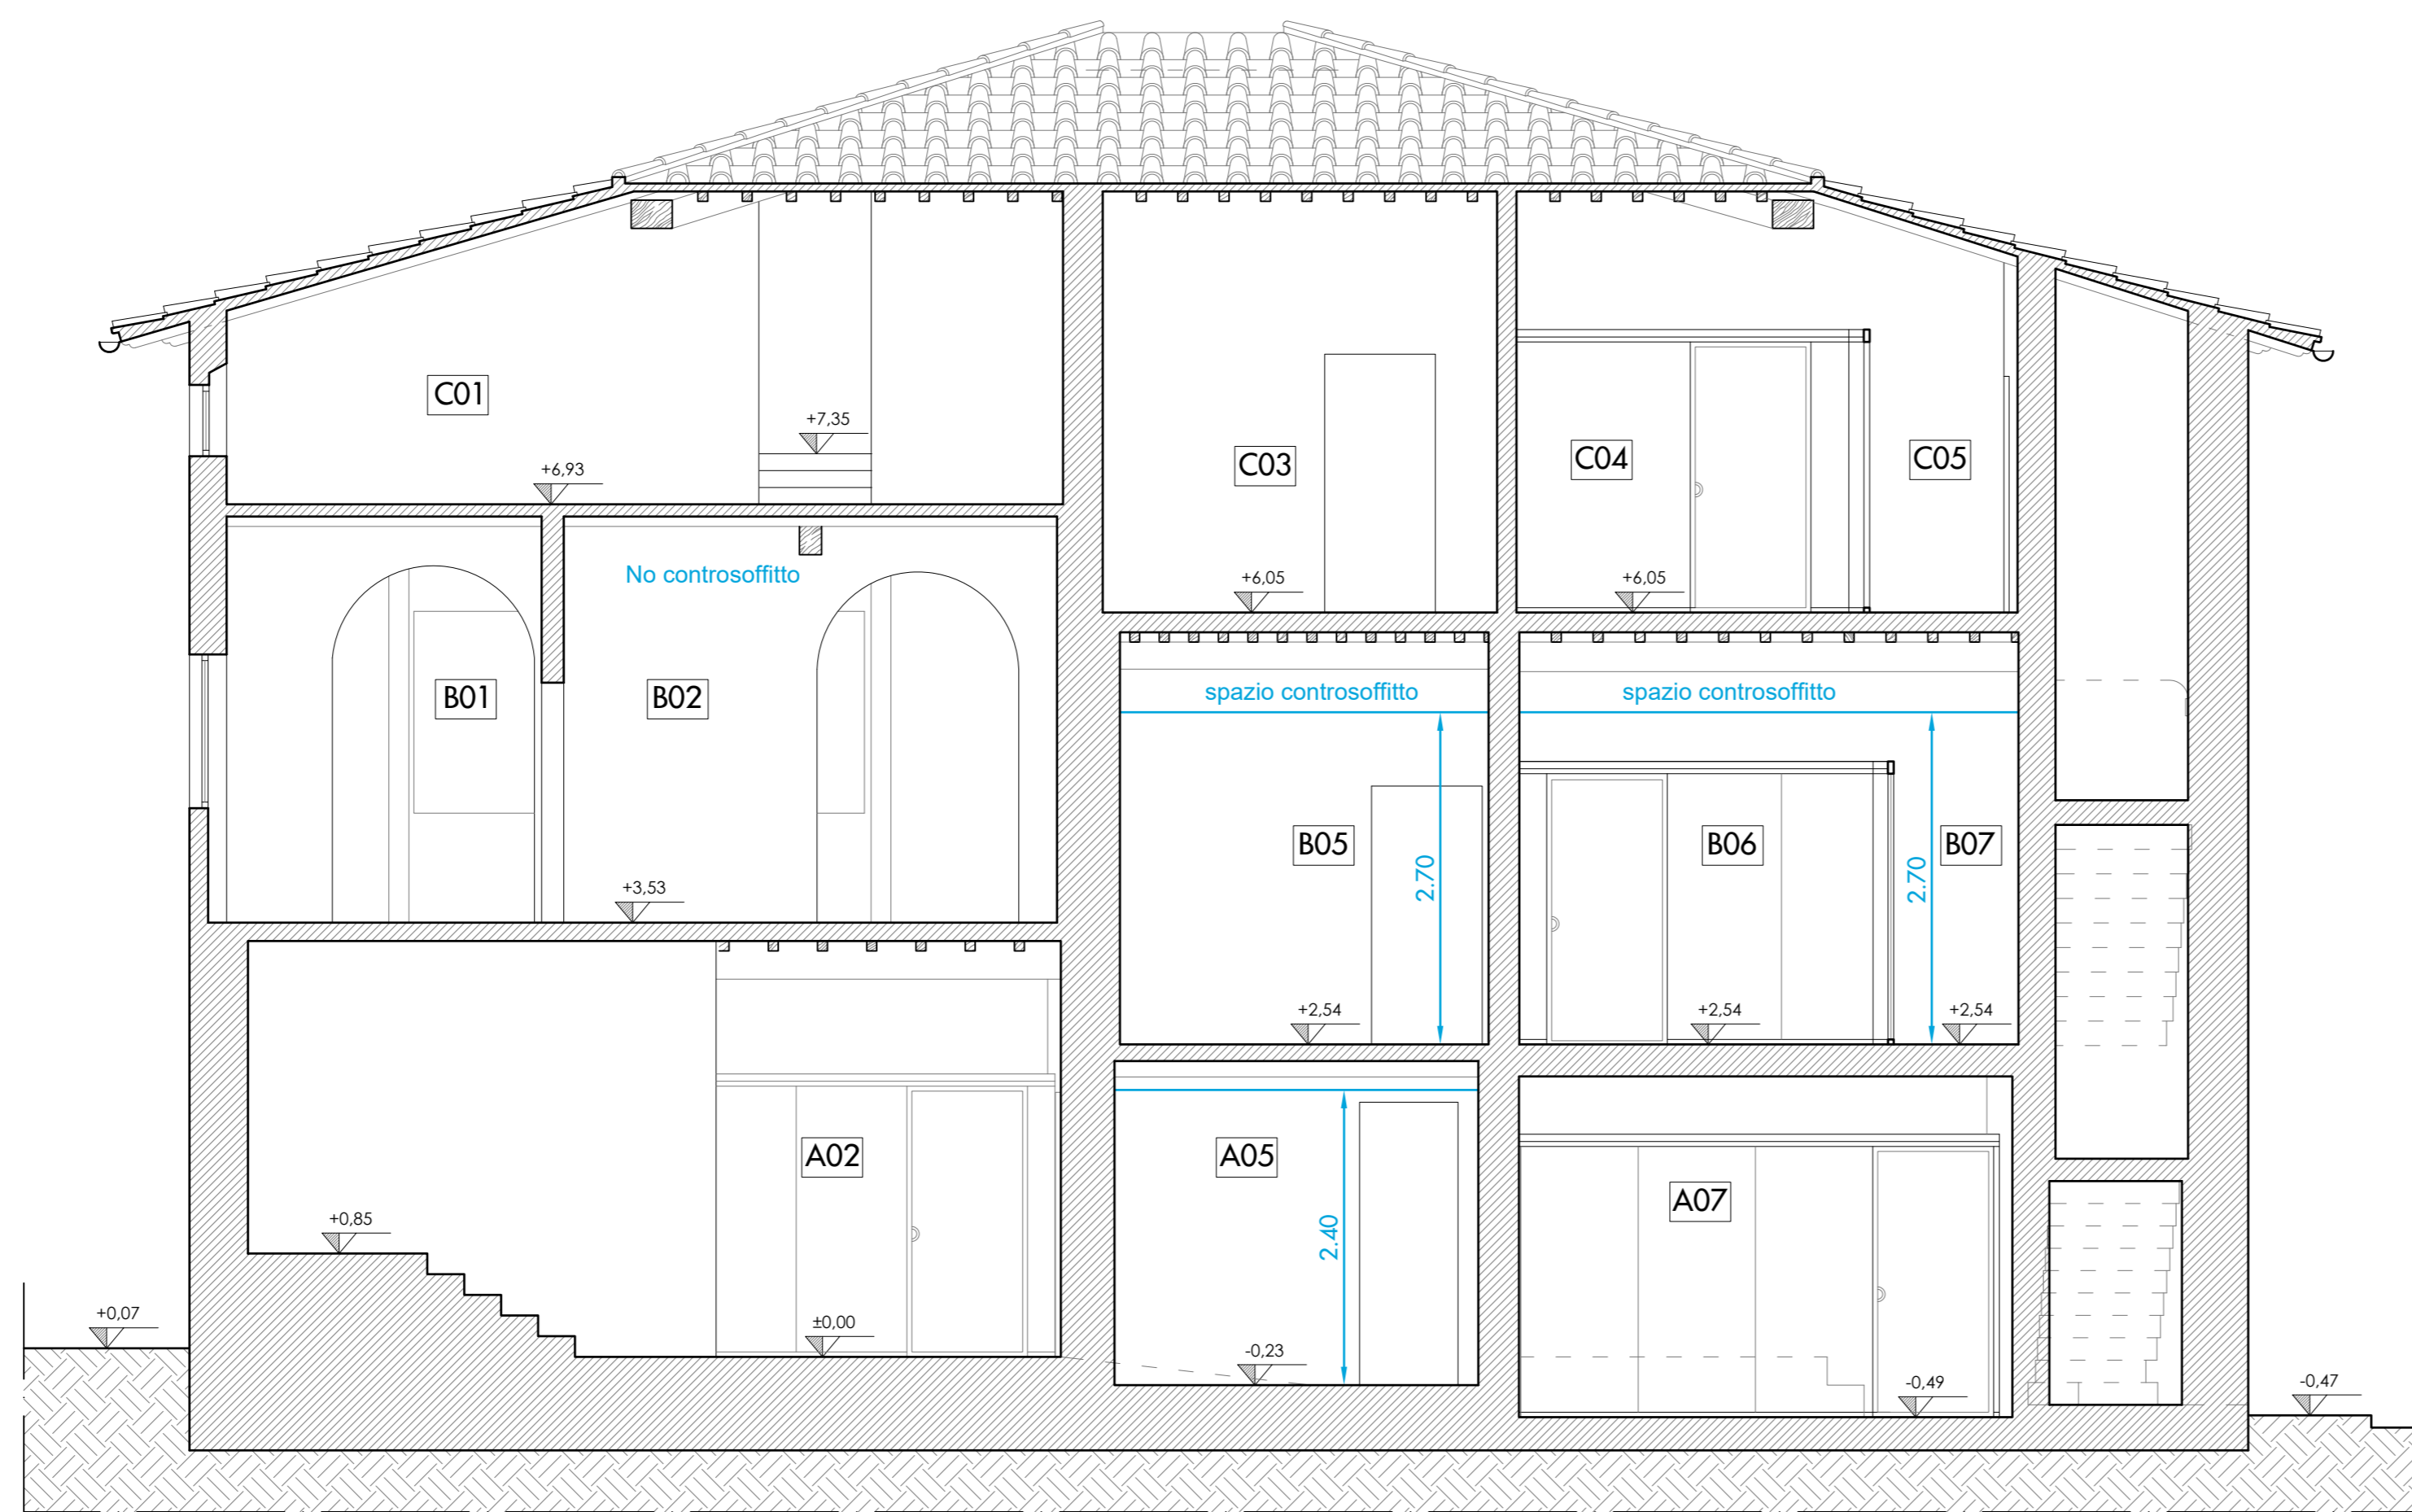 C01
+7,35
+6,93
C03
C04
C05
+6,05
+6,05
No controsoffitto
B01
B02
spazio controsoffitto
spazio controsoffitto
B05
B06
B07
2.70
2.70
+3,53
+2,54
+2,54
+2,54
A02
A05
A07
2.40
+0,85
+0,07
±0,00
-0,23
-0,49
-0,47